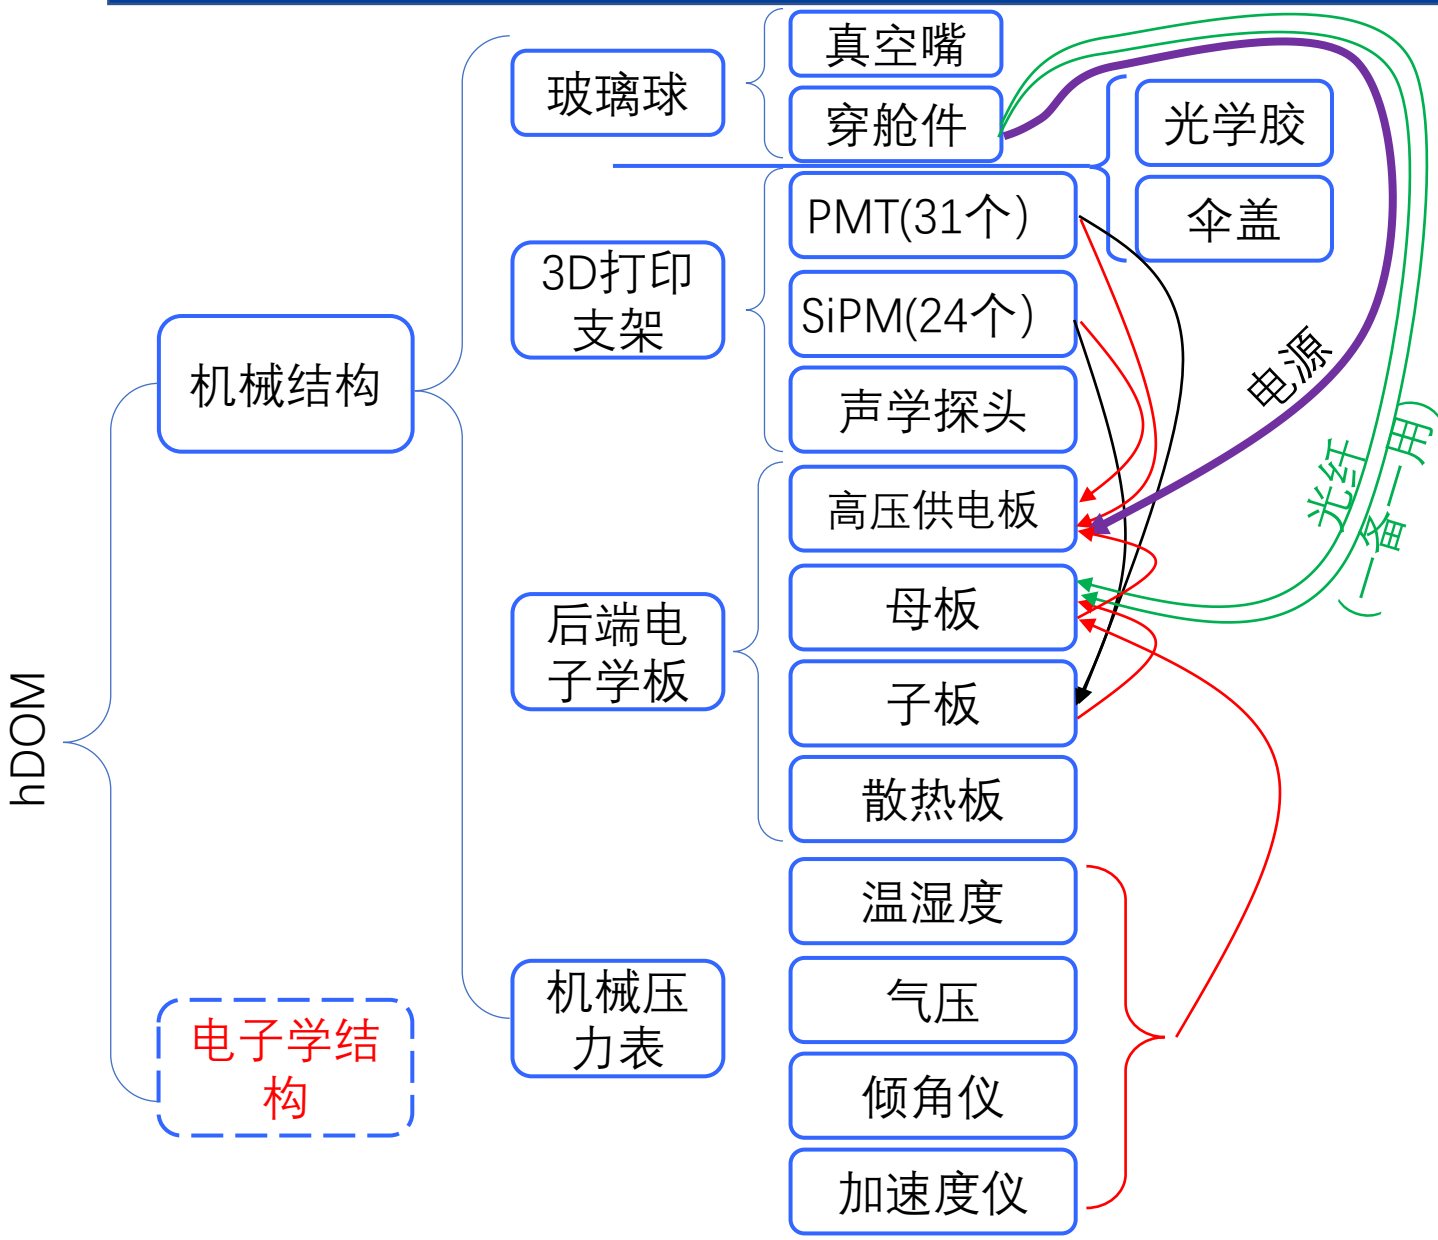 hDOM
机械结构
电子学结
构
玻璃球
3D打印
支架
后端电
子学板
机械压
力表
真空嘴
穿舱件
PMT(31个)
SiPM(24个)
声学探头
高压供电板
母板
子板
散热板
温湿度
气压
倾角仪
加速度仪
光学胶
伞盖
电源
光纤
(一备一用)